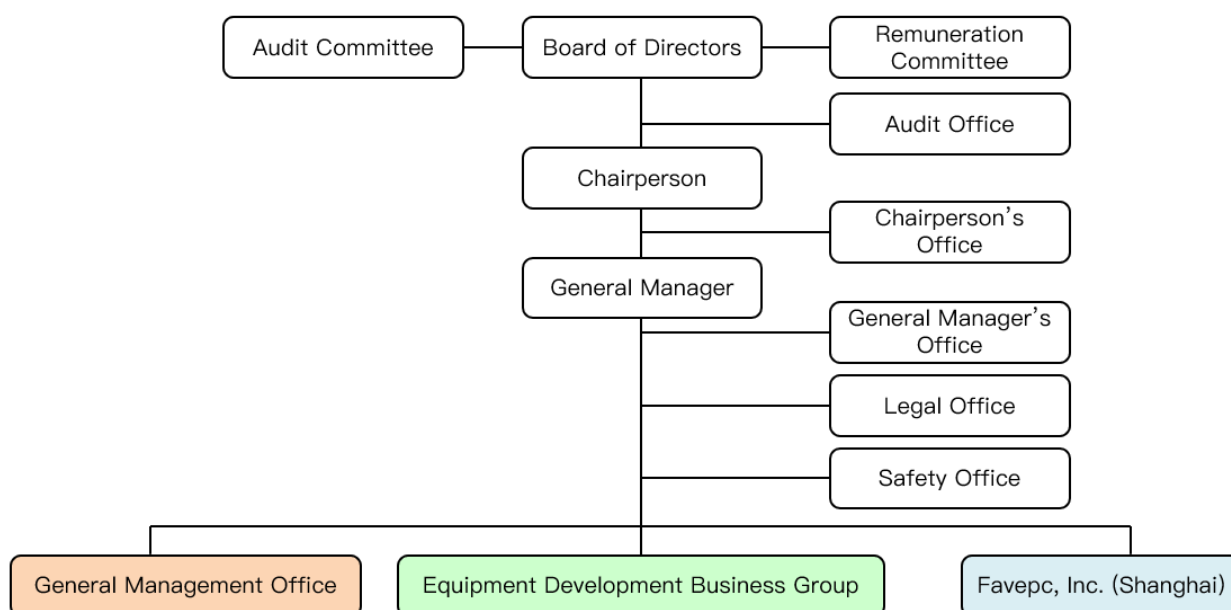 Audit Committee
Board of Directors
Remuneration
Committee
Audit Office
Chairperson
Chairperson’s
Office
General Manager
General Manager’s
Office
Legal Office
Safety Office
General Management Office
Equipment Development Business Group
Favepc, Inc. (Shanghai)